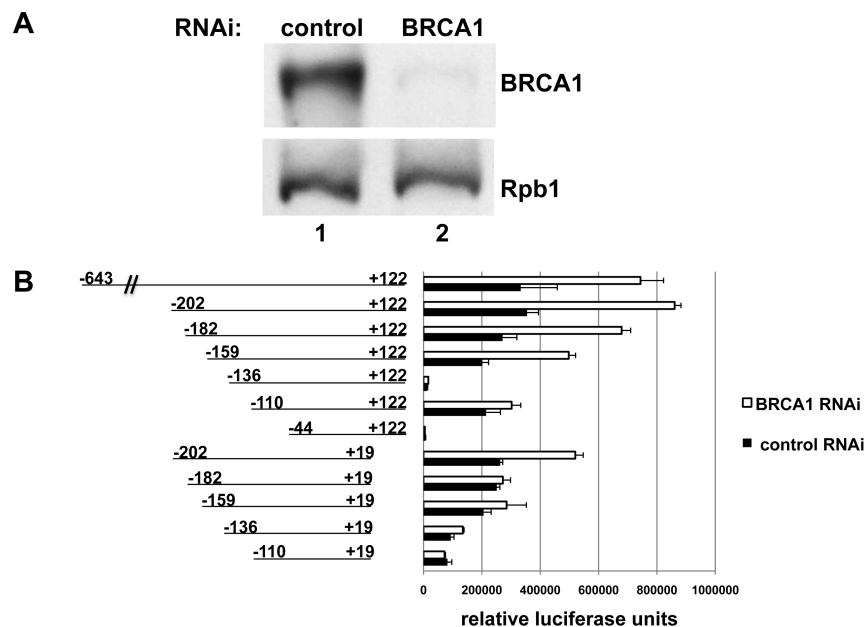 A
RNAi: control BRCA1
BRCA1
Rpb1
1 2
B
-643 // +122
-202 +122
-182 +122
-159 +122
-136 +122
-110 +122
-44 +122
-202 +19
-182 +19
-159 +19
-136 +19
-110 +19
BRCA1 RNAi
control RNAi
0 200000 400000 600000 800000 1000000
relative luciferase units